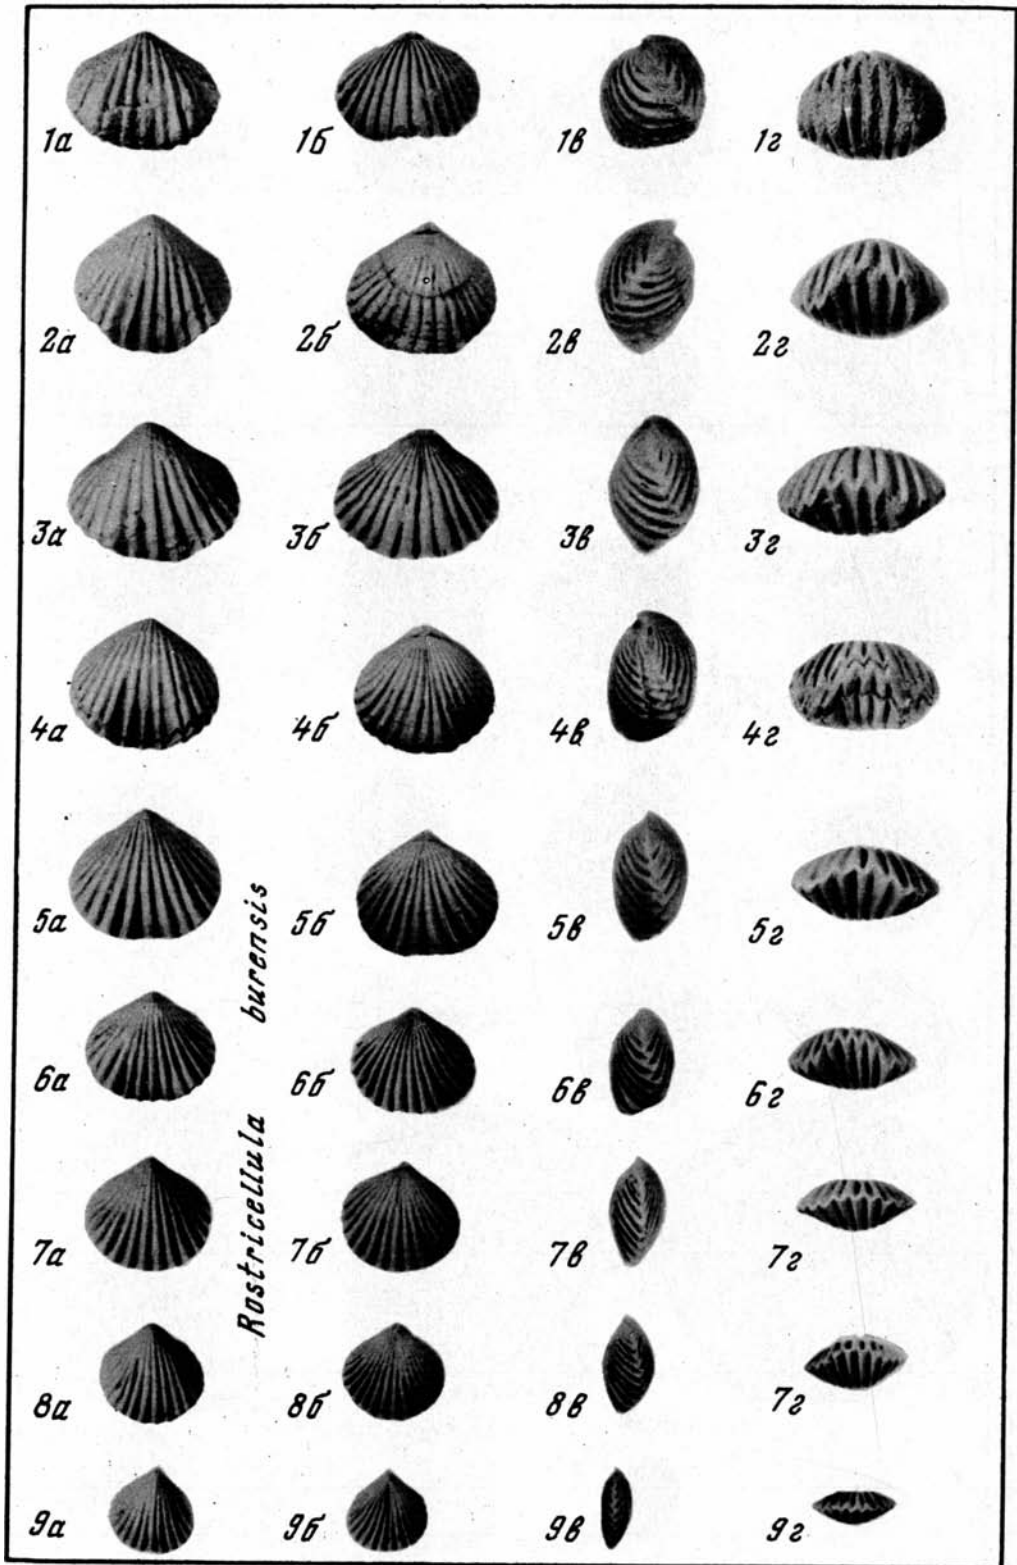 1а 1б 1в 1г
2а 2б 2в 2г
3а 3б 3в 3г
4а 4б 4в 4г
5а 5б 5в 5г
6а 6б 6в 6г
7а 7б 7в 7г
8а 8б 8в 7г
9а 9б 9в 9г
Rostricellula burensis